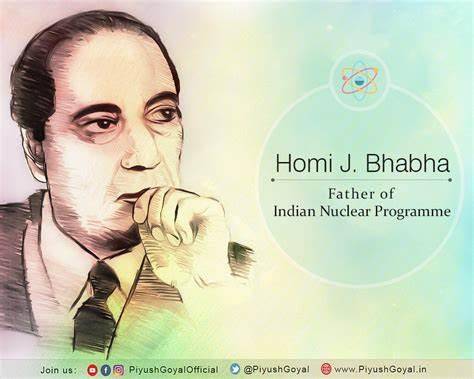 Homi J. Bhabha
Father of
Indian Nuclear Programme
Join us: PiyushGoyalOfficial @PiyushGoyal www.PiyushGoyal.in